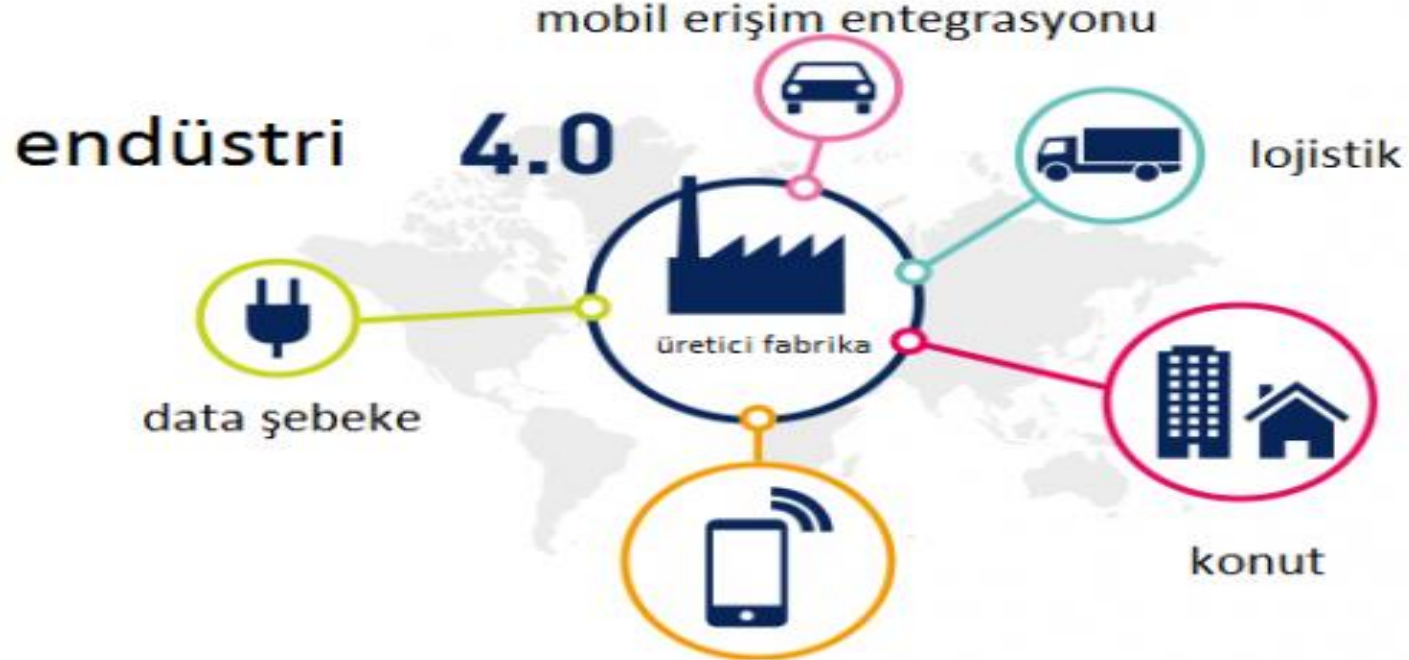 mobil erişim entegrasyonu
endüstri 4.0
lojistik
üretici fabrika
data şebeke
konut